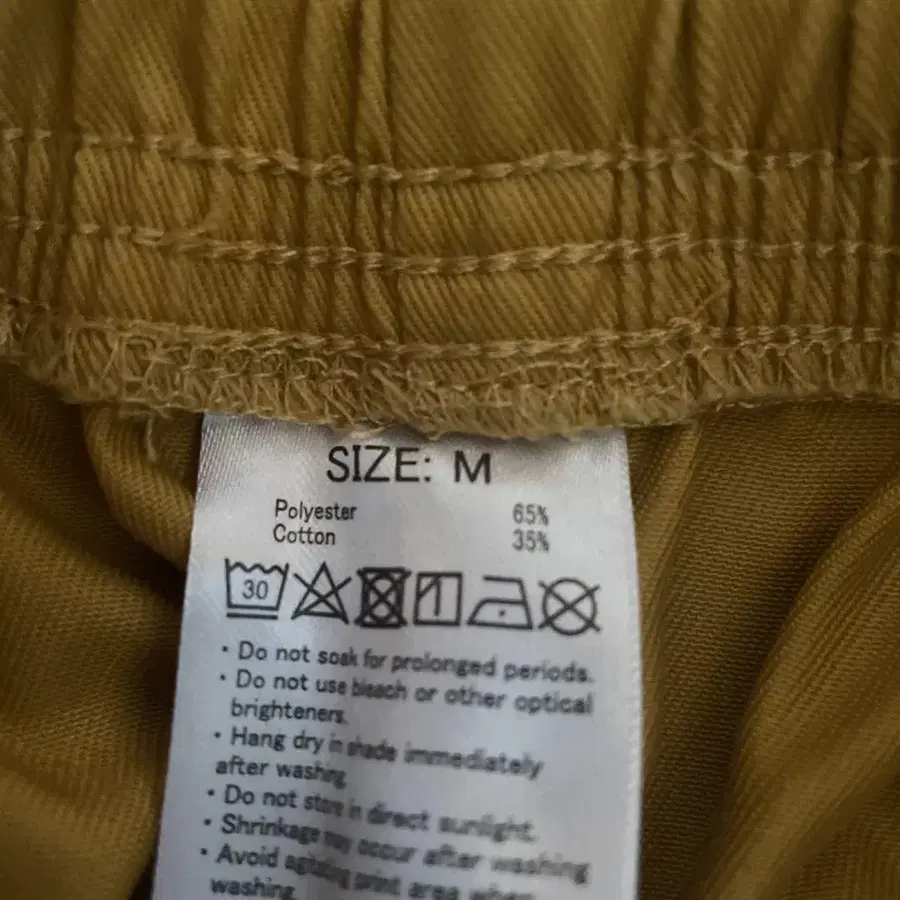 SIZE: M
Polyester 65%
Cotton 35%
30
• Do not soak for prolonged periods.
• Do not use bleach or other optical
brighteners.
• Hang dry in shade immediately
after washing
• Do not store in direct sunlight.
• Shrinkage may occur after washing
• Avoid agitating print area when
washing